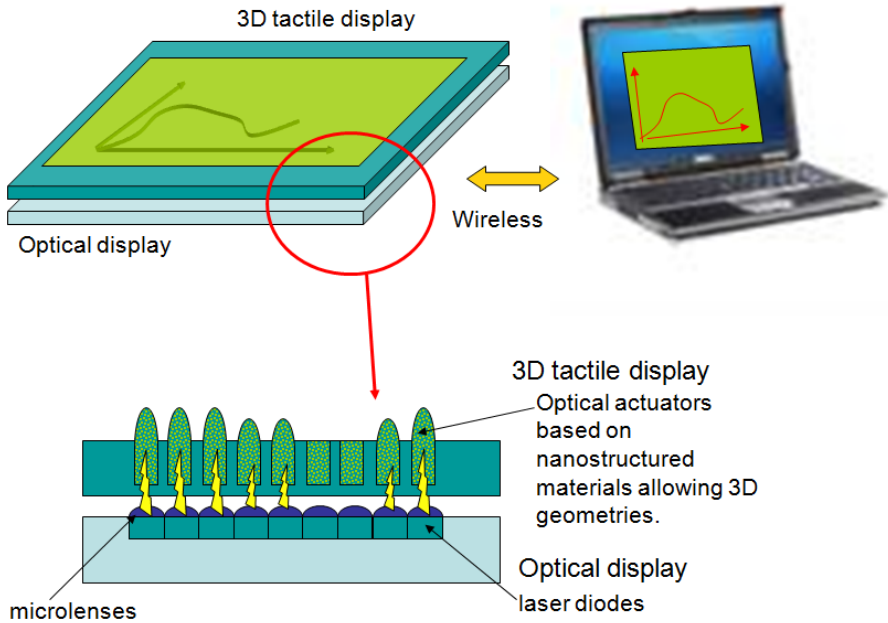 3D tactile display
Wireless
Optical display
3D tactile display
Optical actuators
based on
nanostructured
materials allowing 3D
geometries.
Optical display
microlenses
laser diodes